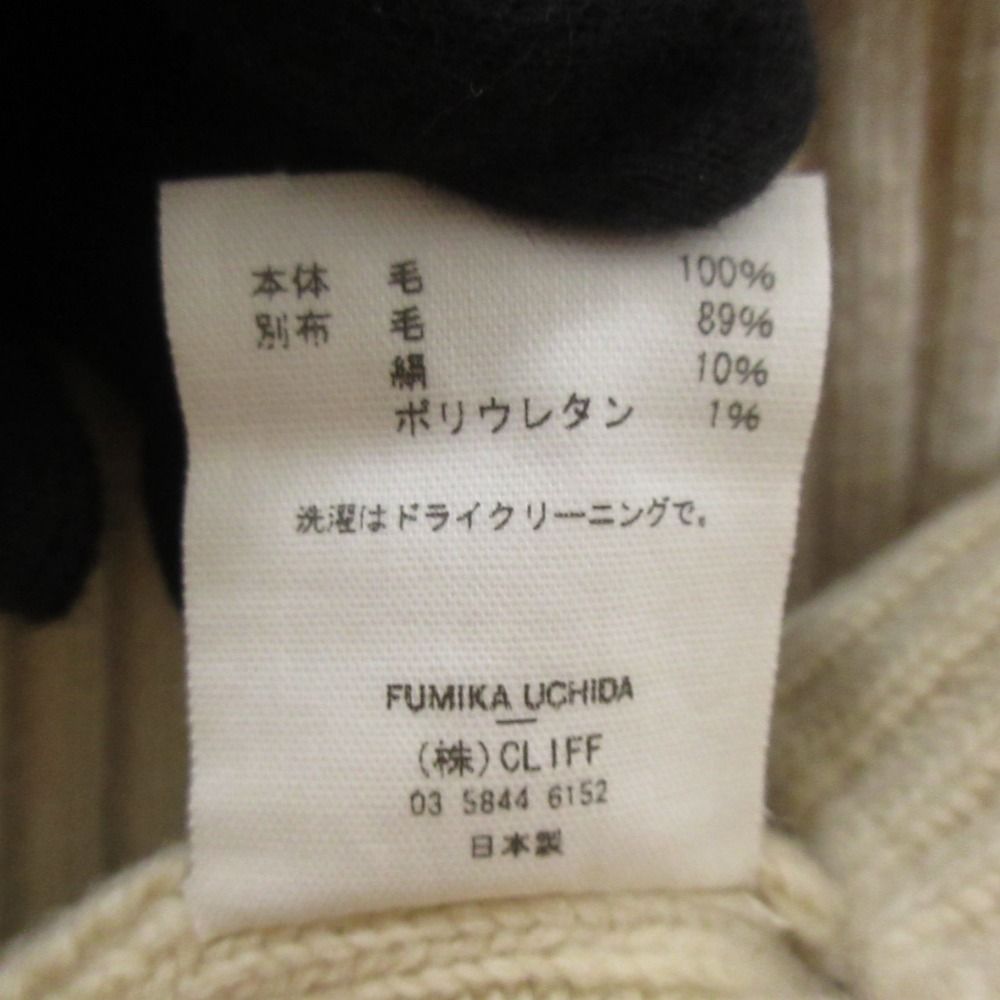 本体 毛 100%
別布 毛 89%
絹 10%
ポリウレタン 1%
洗濯はドライクリーニングで。
FUMIKA_UCHIDA
(株)CLIFF
03 5844 6152
日本製